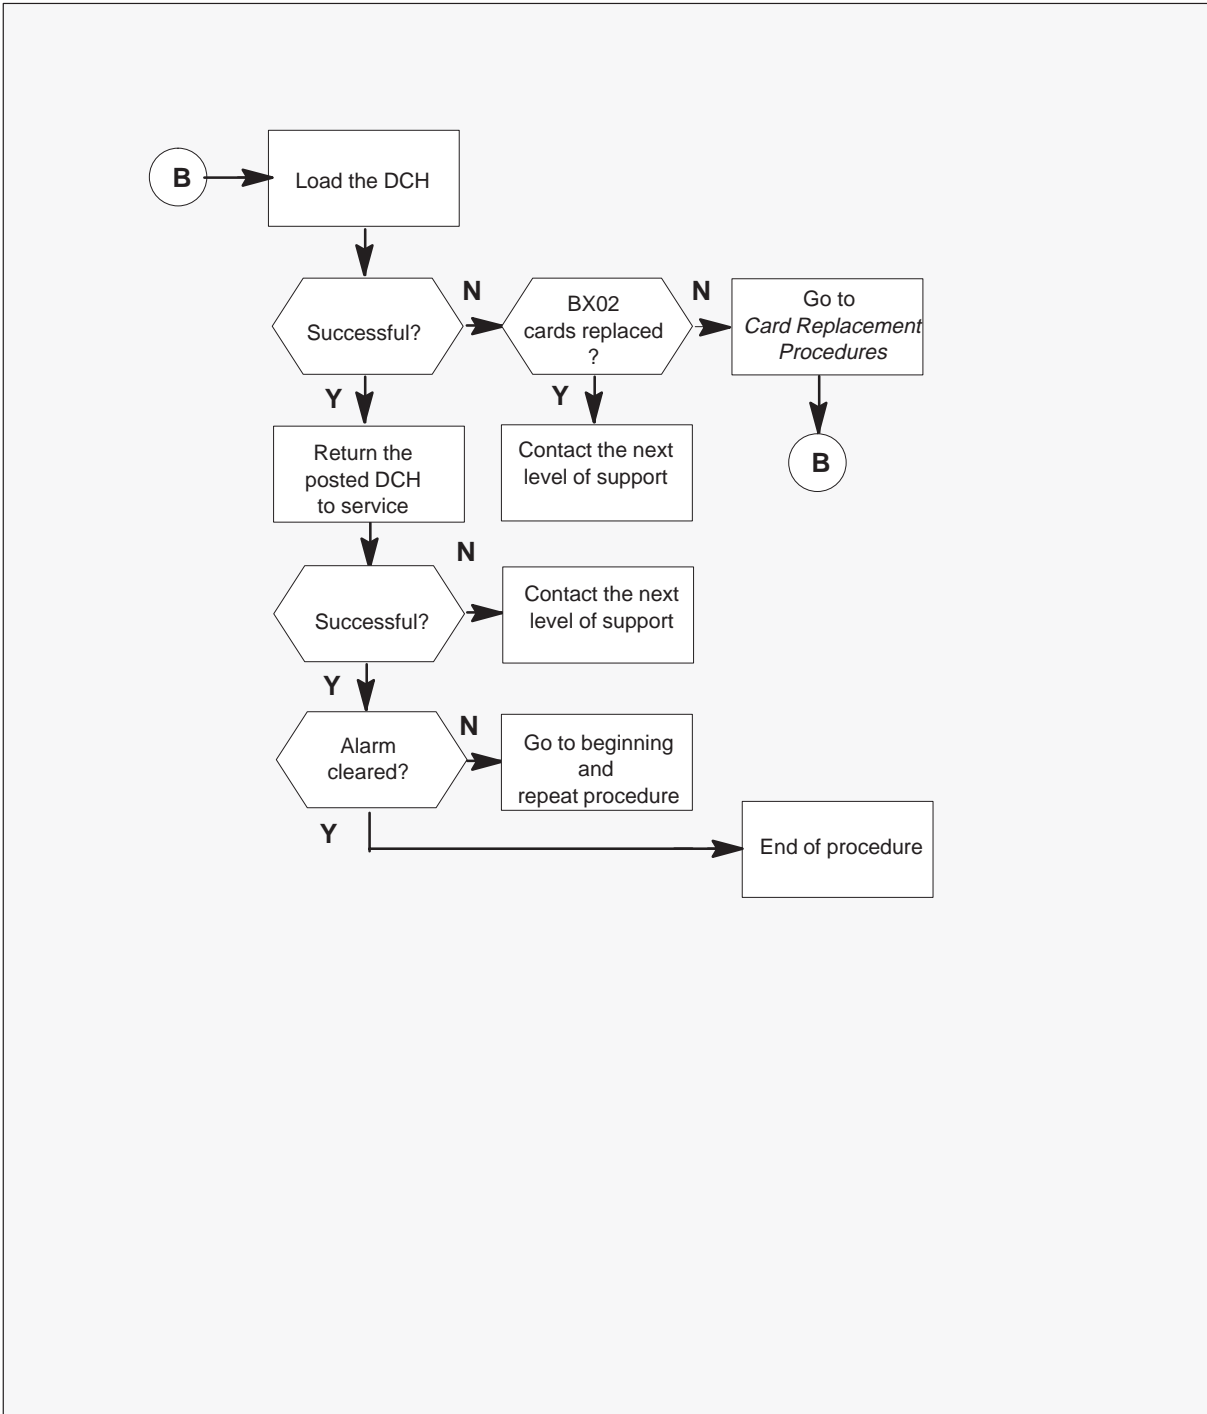 B
Load the DCH
Successful?
N
BX02
cards replaced
?
N
Go to
Card Replacement
Procedures
Y
Return the
posted DCH
to service
Y
Contact the next
level of support
B
Successful?
N
Contact the next
level of support
Y
Alarm
cleared?
N
Go to beginning
and
repeat procedure
Y
End of procedure